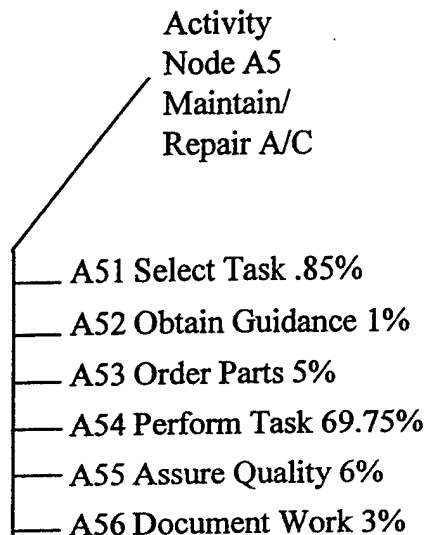 Activity
Node A5
Maintain/
Repair A/C
A51 Select Task .85%
A52 Obtain Guidance 1%
A53 Order Parts 5%
A54 Perform Task 69.75%
A55 Assure Quality 6%
A56 Document Work 3%